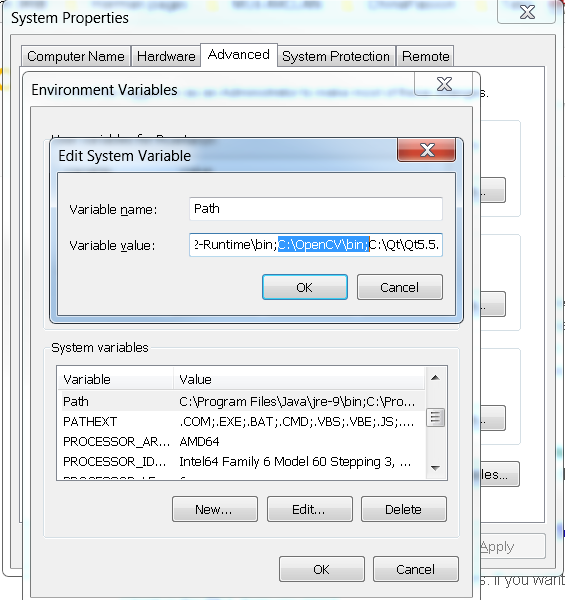 System Properties
Computer Name Hardware Advanced System Protection Remote
Environment Variables
Edit System Variable
Variable name: Path
Variable value: 2-Runtime\bin;C:\OpenCV\bin;C:\Qt\Qt5.5.
OK Cancel
System variables
Variable Value
Path C:\Program Files\Java\jre-9\bin;C:\Pro...
PATHEXT .COM;.EXE;.BAT;.CMD;.VBS;.VBE;.JS;....
PROCESSOR_AR... AMD64
PROCESSOR_ID... Intel64 Family 6 Model 60 Stepping 3, ...
les...
New... Edit... Delete
Apply
OK Cancel
s. If you want